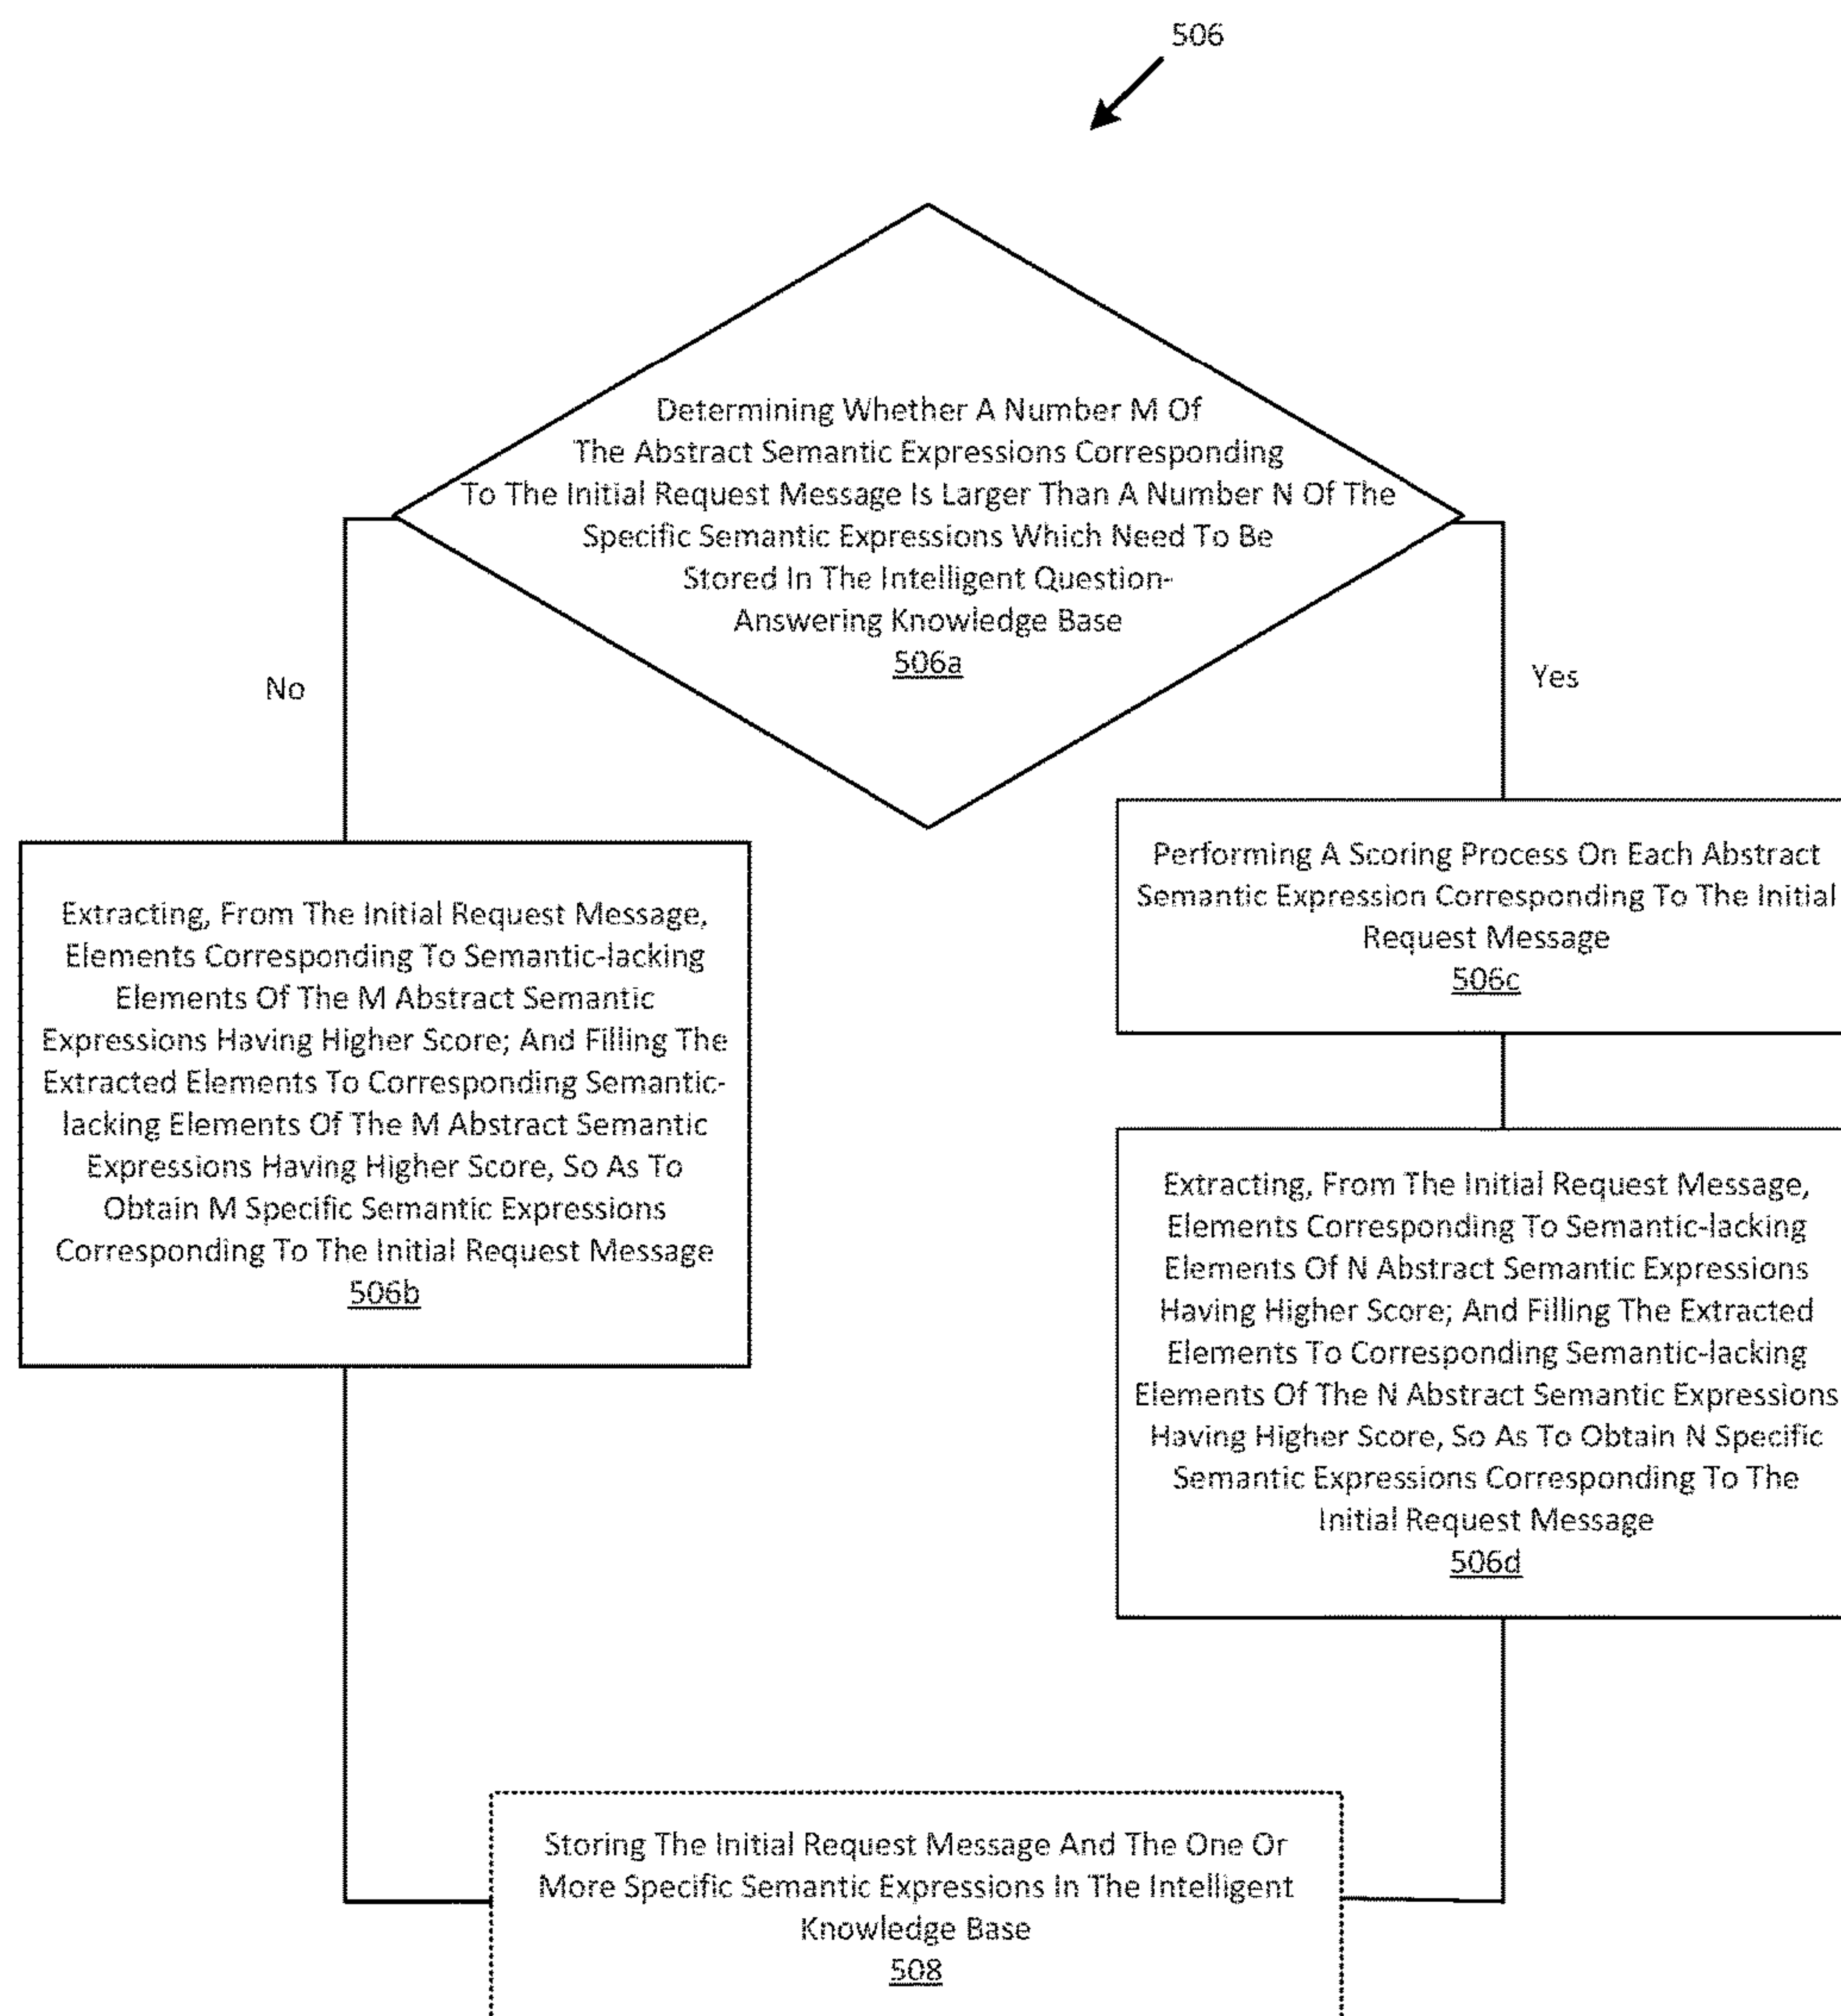 506
Determining Whether A Number M Of
The Abstract Semantic Expressions Corresponding
To The Initial Request Message Is Larger Than A Number N Of The
Specific Semantic Expressions Which Need To Be
Stored In The Intelligent Question-
Answering Knowledge Base
506a
No
Yes
Extracting, From The Initial Request Message,
Elements Corresponding To Semantic-lacking
Elements Of The M Abstract Semantic
Expressions Having Higher Score; And Filling The
Extracted Elements To Corresponding Semantic-
lacking Elements Of The M Abstract Semantic
Expressions Having Higher Score, So As To
Obtain M Specific Semantic Expressions
Corresponding To The Initial Request Message
506b
Performing A Scoring Process On Each Abstract
Semantic Expression Corresponding To The Initial
Request Message
506c
Extracting, From The Initial Request Message,
Elements Corresponding To Semantic-lacking
Elements Of N Abstract Semantic Expressions
Having Higher Score; And Filling The Extracted
Elements To Corresponding Semantic-lacking
Elements Of The N Abstract Semantic Expressions
Having Higher Score, So As To Obtain N Specific
Semantic Expressions Corresponding To The
Initial Request Message
506d
Storing The Initial Request Message And The One Or
More Specific Semantic Expressions In The Intelligent
Knowledge Base
508